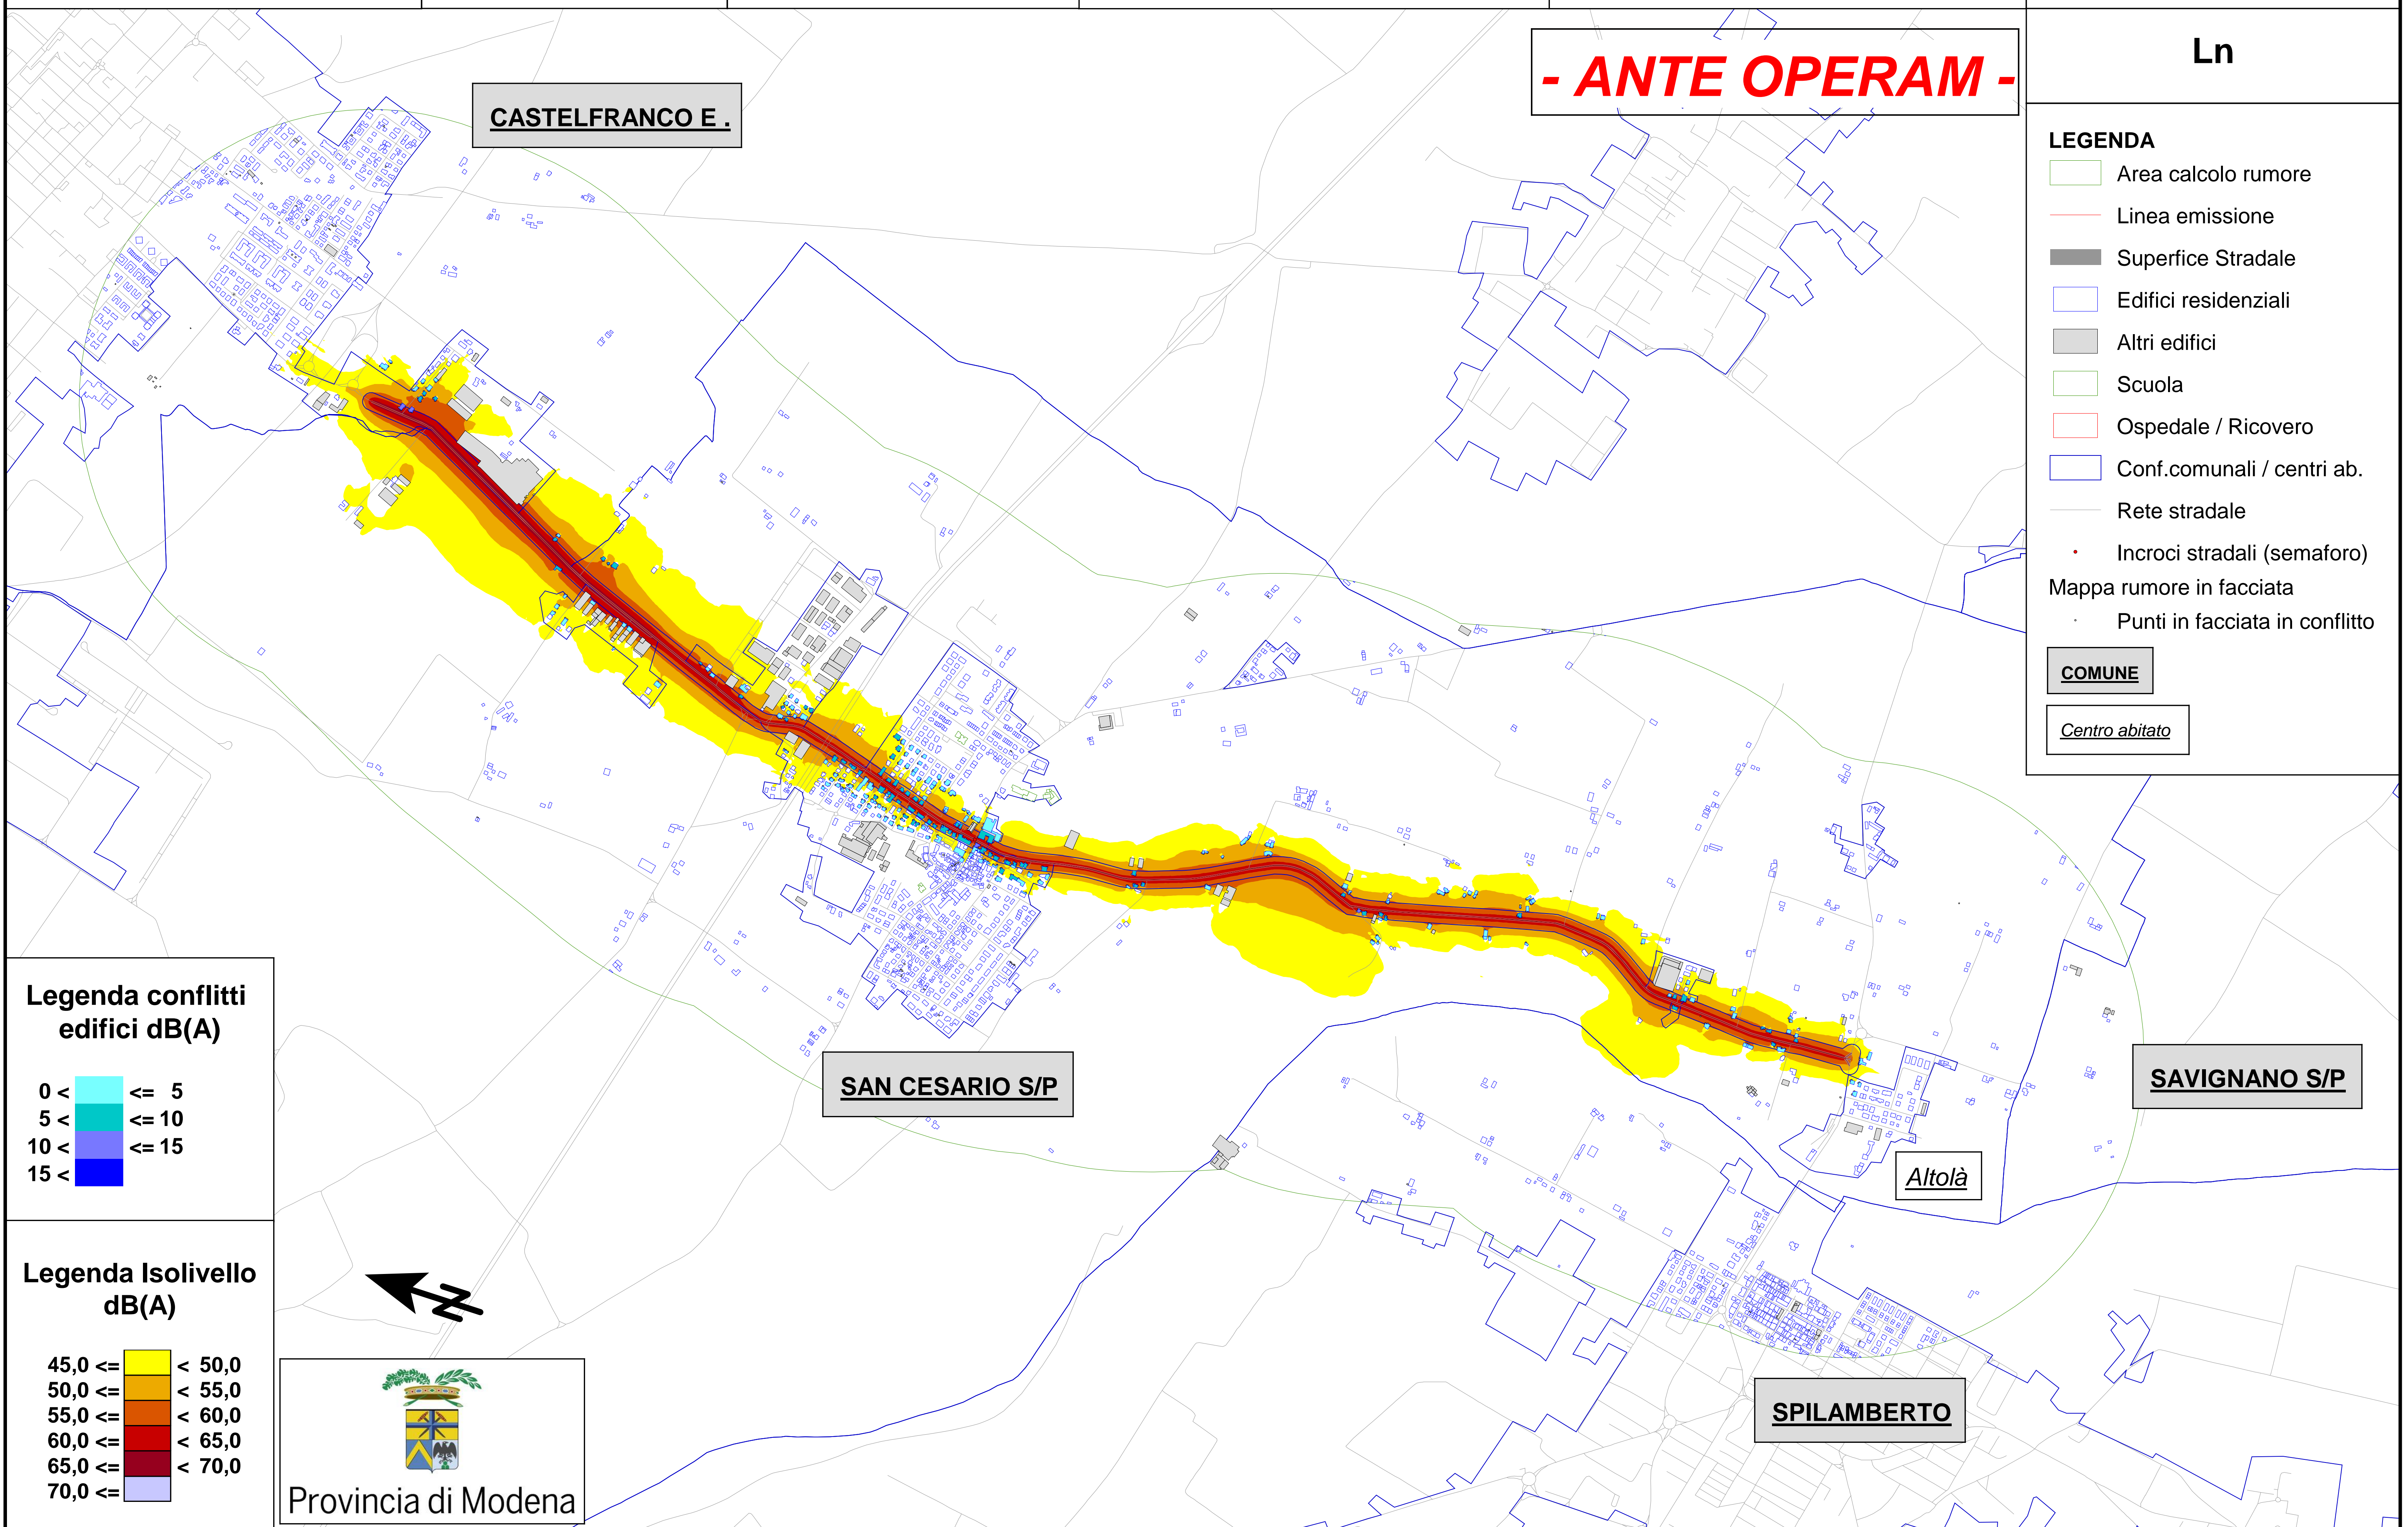 CASTELFRANCO E .
- ANTE OPERAM -
Ln
LEGENDA
Area calcolo rumore
Linea emissione
Superfice Stradale
Edifici residenziali
Altri edifici
Scuola
Ospedale / Ricovero
Conf.comunali / centri ab.
Rete stradale
Incroci stradali (semaforo)
Mappa rumore in facciata
Punti in facciata in conflitto
COMUNE
Centro abitato
SAN CESARIO S/P
SAVIGNANO S/P
Altolà
SPILAMBERTO
Legenda conflitti
edifici dB(A)
0 < <= 5
5 < <= 10
10 < <= 15
15 <
Legenda Isolivello
dB(A)
45,0 <= < 50,0
50,0 <= < 55,0
55,0 <= < 60,0
60,0 <= < 65,0
65,0 <= < 70,0
70,0 <=
N
Provincia di Modena